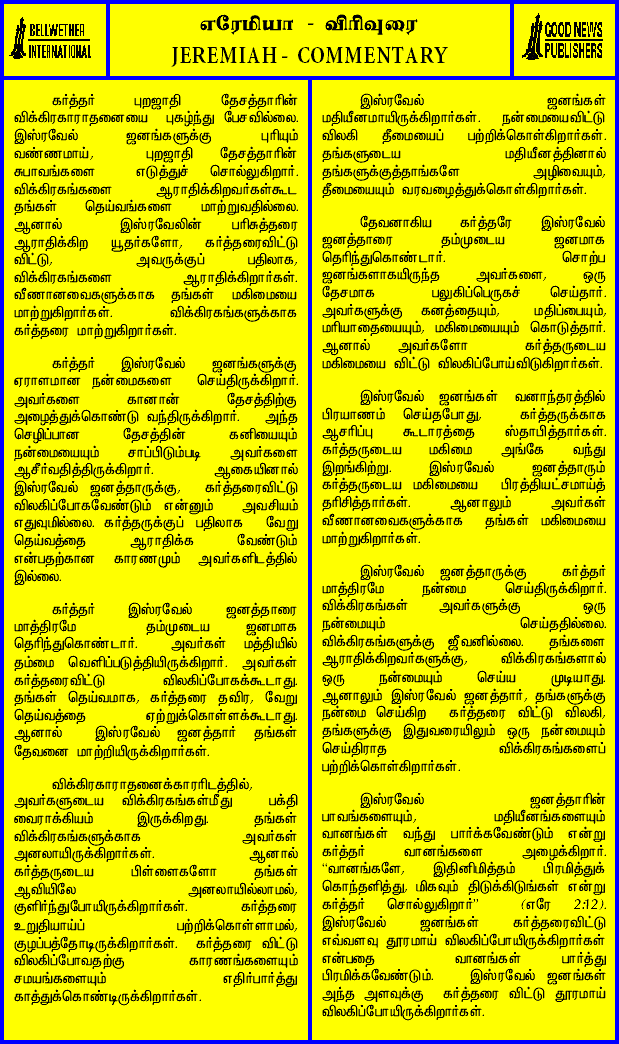 BELLWETHER
INTERNATIONAL
எரேமியா - விரிவுரை
JEREMIAH - COMMENTARY
GOOD NEWS
PUBLISHERS
கர்த்தர் புறஜாதி தேசத்தாரின்
விக்கிரகாராதனையை புகழ்ந்து பேசவில்லை.
இஸ்ரவேல் ஜனங்களுக்கு புரியும்
வண்ணமாய், புறஜாதி தேசத்தாரின்
சுபாவங்களை எடுத்துச் சொல்லுகிறார்.
விக்கிரகங்களை ஆராதிக்கிறவர்கள்கூட
தங்கள் தெய்வங்களை மாற்றுவதில்லை.
ஆனால் இஸ்ரவேலின் பரிசுத்தரை
ஆராதிக்கிற யூதர்களோ, கர்த்தரைவிட்டு
விட்டு, அவருக்குப் பதிலாக,
விக்கிரகங்களை ஆராதிக்கிறார்கள்.
வீணானவைகளுக்காக தங்கள் மகிமையை
மாற்றுகிறார்கள். விக்கிரகங்களுக்காக
கர்த்தரை மாற்றுகிறார்கள்.
கர்த்தர் இஸ்ரவேல் ஜனங்களுக்கு
ஏராளமான நன்மைகளை செய்திருக்கிறார்.
அவர்களை கானான் தேசத்திற்கு
அழைத்துக்கொண்டு வந்திருக்கிறார். அந்த
செழிப்பான தேசத்தின் கனியையும்
நன்மையையும் சாப்பிடும்படி அவர்களை
ஆசீர்வதித்திருக்கிறார். ஆகையினால்
இஸ்ரவேல் ஜனத்தாருக்கு, கர்த்தரைவிட்டு
விலகிப்போகவேண்டும் என்னும் அவசியம்
எதுவுமில்லை. கர்த்தருக்குப் பதிலாக வேறு
தெய்வத்தை ஆராதிக்க வேண்டும்
என்பதற்கான காரணமும் அவர்களிடத்தில்
இல்லை.
கர்த்தர் இஸ்ரவேல் ஜனத்தாரை
மாத்திரமே தம்முடைய ஜனமாக
தெரிந்துகொண்டார். அவர்கள் மத்தியில்
தம்மை வெளிப்படுத்தியிருக்கிறார். அவர்கள்
கர்த்தரைவிட்டு விலகிப்போகக்கூடாது.
தங்கள் தெய்வமாக, கர்த்தரை தவிர, வேறு
தெய்வத்தை ஏற்றுக்கொள்ளக்கூடாது.
ஆனால் இஸ்ரவேல் ஜனத்தார் தங்கள்
தேவனை மாற்றியிருக்கிறார்கள்.
விக்கிரகாராதனைக்காரரிடத்தில்,
அவர்களுடைய விக்கிரகங்கள்மீது பக்தி
வைராக்கியம் இருக்கிறது. தங்கள்
விக்கிரகங்களுக்காக அவர்கள்
அனலாயிருக்கிறார்கள். ஆனால்
கர்த்தருடைய பிள்ளைகளோ தங்கள்
ஆவியிலே அனலாயில்லாமல்,
குளிர்ந்துபோயிருக்கிறார்கள். கர்த்தரை
உறுதியாய்ப் பற்றிக்கொள்ளாமல்,
குழப்பத்தோடிருக்கிறார்கள். கர்த்தரை விட்டு
விலகிப்போவதற்கு காரணங்களையும்
சமயங்களையும் எதிர்பார்த்து
காத்துக்கொண்டிருக்கிறார்கள்.
இஸ்ரவேல் ஜனங்கள்
மதியீனமாயிருக்கிறார்கள். நன்மையைவிட்டு
விலகி தீமையைப் பற்றிக்கொள்கிறார்கள்.
தங்களுடைய மதியீனத்தினால்
தங்களுக்குத்தாங்களே அழிவையும்,
தீமையையும் வரவழைத்துக்கொள்கிறார்கள்.
தேவனாகிய கர்த்தரே இஸ்ரவேல்
ஜனத்தாரை தம்முடைய ஜனமாக
தெரிந்துகொண்டார். சொற்ப
ஜனங்களாகயிருந்த அவர்களை, ஒரு
தேசமாக பலுகிப்பெருகச் செய்தார்.
அவர்களுக்கு கனத்தையும், மதிப்பையும்,
மரியாதையையும், மகிமையையும் கொடுத்தார்.
ஆனால் அவர்களோ கர்த்தருடைய
மகிமையை விட்டு விலகிப்போய்விடுகிறார்கள்.
இஸ்ரவேல் ஜனங்கள் வனாந்தரத்தில்
பிரயாணம் செய்தபோது, கர்த்தருக்காக
ஆசரிப்பு கூடாரத்தை ஸ்தாபித்தார்கள்.
கர்த்தருடைய மகிமை அங்கே வந்து
இறங்கிற்று. இஸ்ரவேல் ஜனத்தாரும்
கர்த்தருடைய மகிமையை பிரத்தியட்சமாய்த்
தரிசித்தார்கள். ஆனாலும் அவர்கள்
வீணானவைகளுக்காக தங்கள் மகிமையை
மாற்றுகிறார்கள்.
இஸ்ரவேல் ஜனத்தாருக்கு கர்த்தர்
மாத்திரமே நன்மை செய்திருக்கிறார்.
விக்கிரகங்கள் அவர்களுக்கு ஒரு
நன்மையும் செய்ததில்லை.
விக்கிரகங்களுக்கு ஜீவனில்லை. தங்களை
ஆராதிக்கிறவர்களுக்கு, விக்கிரகங்களால்
ஒரு நன்மையும் செய்ய முடியாது.
ஆனாலும் இஸ்ரவேல் ஜனத்தார், தங்களுக்கு
நன்மை செய்கிற கர்த்தரை விட்டு விலகி,
தங்களுக்கு இதுவரையிலும் ஒரு நன்மையும்
செய்திராத விக்கிரகங்களைப்
பற்றிக்கொள்கிறார்கள்.
இஸ்ரவேல் ஜனத்தாரின்
பாவங்களையும், மதியீனங்களையும்
வானங்கள் வந்து பார்க்கவேண்டும் என்று
கர்த்தர் வானங்களை அழைக்கிறார்.
"வானங்களே, இதினிமித்தம் பிரமித்துக்
கொந்தளித்து, மிகவும் திடுக்கிடுங்கள் என்று
கர்த்தர் சொல்லுகிறார்" (எரே 2:12).
இஸ்ரவேல் ஜனங்கள் கர்த்தரைவிட்டு
எவ்வளவு தூரமாய் விலகிப்போயிருக்கிறார்கள்
என்பதை வானங்கள் பார்த்து
பிரமிக்கவேண்டும். இஸ்ரவேல் ஜனங்கள்
அந்த அளவுக்கு கர்த்தரை விட்டு தூரமாய்
விலகிப்போயிருக்கிறார்கள்.